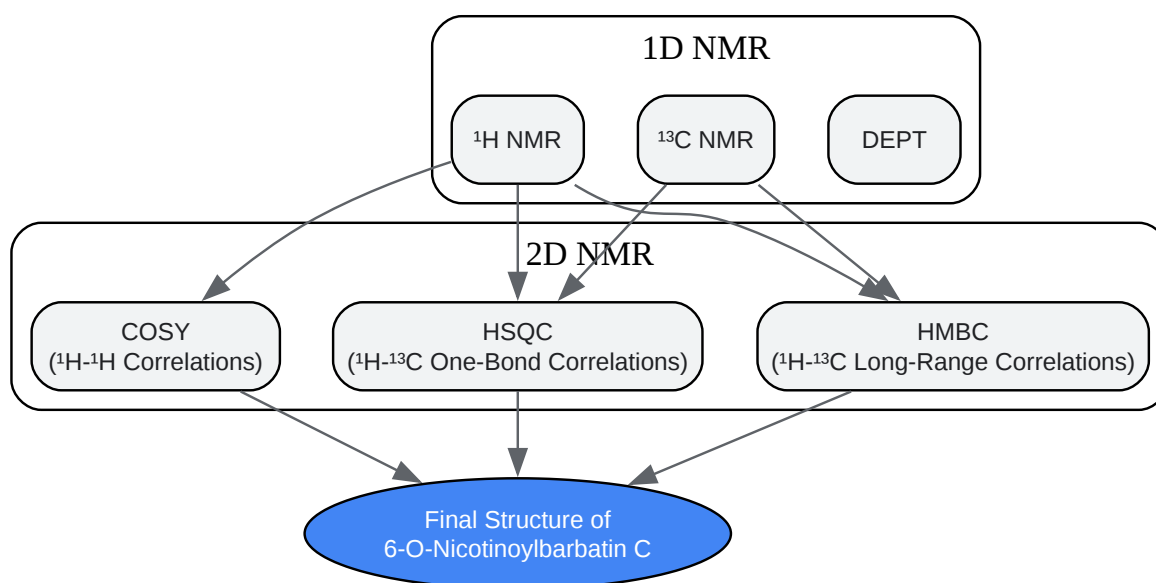 1D NMR
¹H NMR
¹³C NMR
DEPT
2D NMR
COSY
(¹H-¹H Correlations)
HSQC
(¹H-¹³C One-Bond Correlations)
HMBC
(¹H-¹³C Long-Range Correlations)
Final Structure of
6-O-Nicotinoylbarbatin C